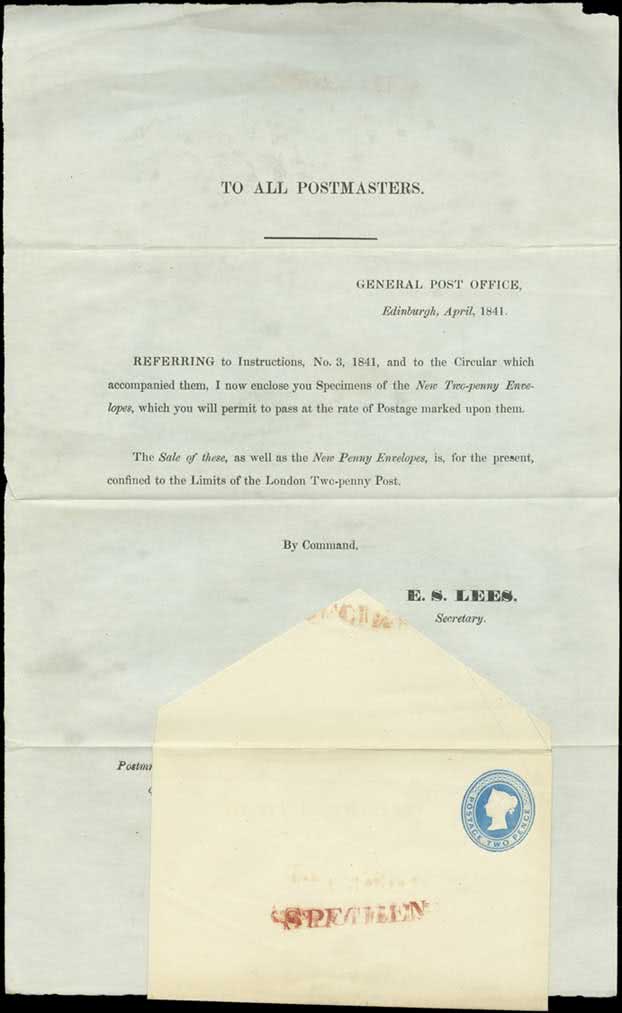 TO ALL POSTMASTERS.
GENERAL POST OFFICE,
Edinburgh, April, 1841.
REFERRING to Instructions, No. 3, 1841, and to the Circular which
accompanied them, I now enclose you Specimens of the New Two-penny Enve-
lopes, which you will permit to pass at the rate of Postage marked upon them.
The Sale of these, as well as the New Penny Envelopes, is, for the present,
confined to the Limits of the London Two-penny Post.
By Command,
E. S. LEES,
Secretary.
POSTAGE TWO PENCE
SPECIMEN